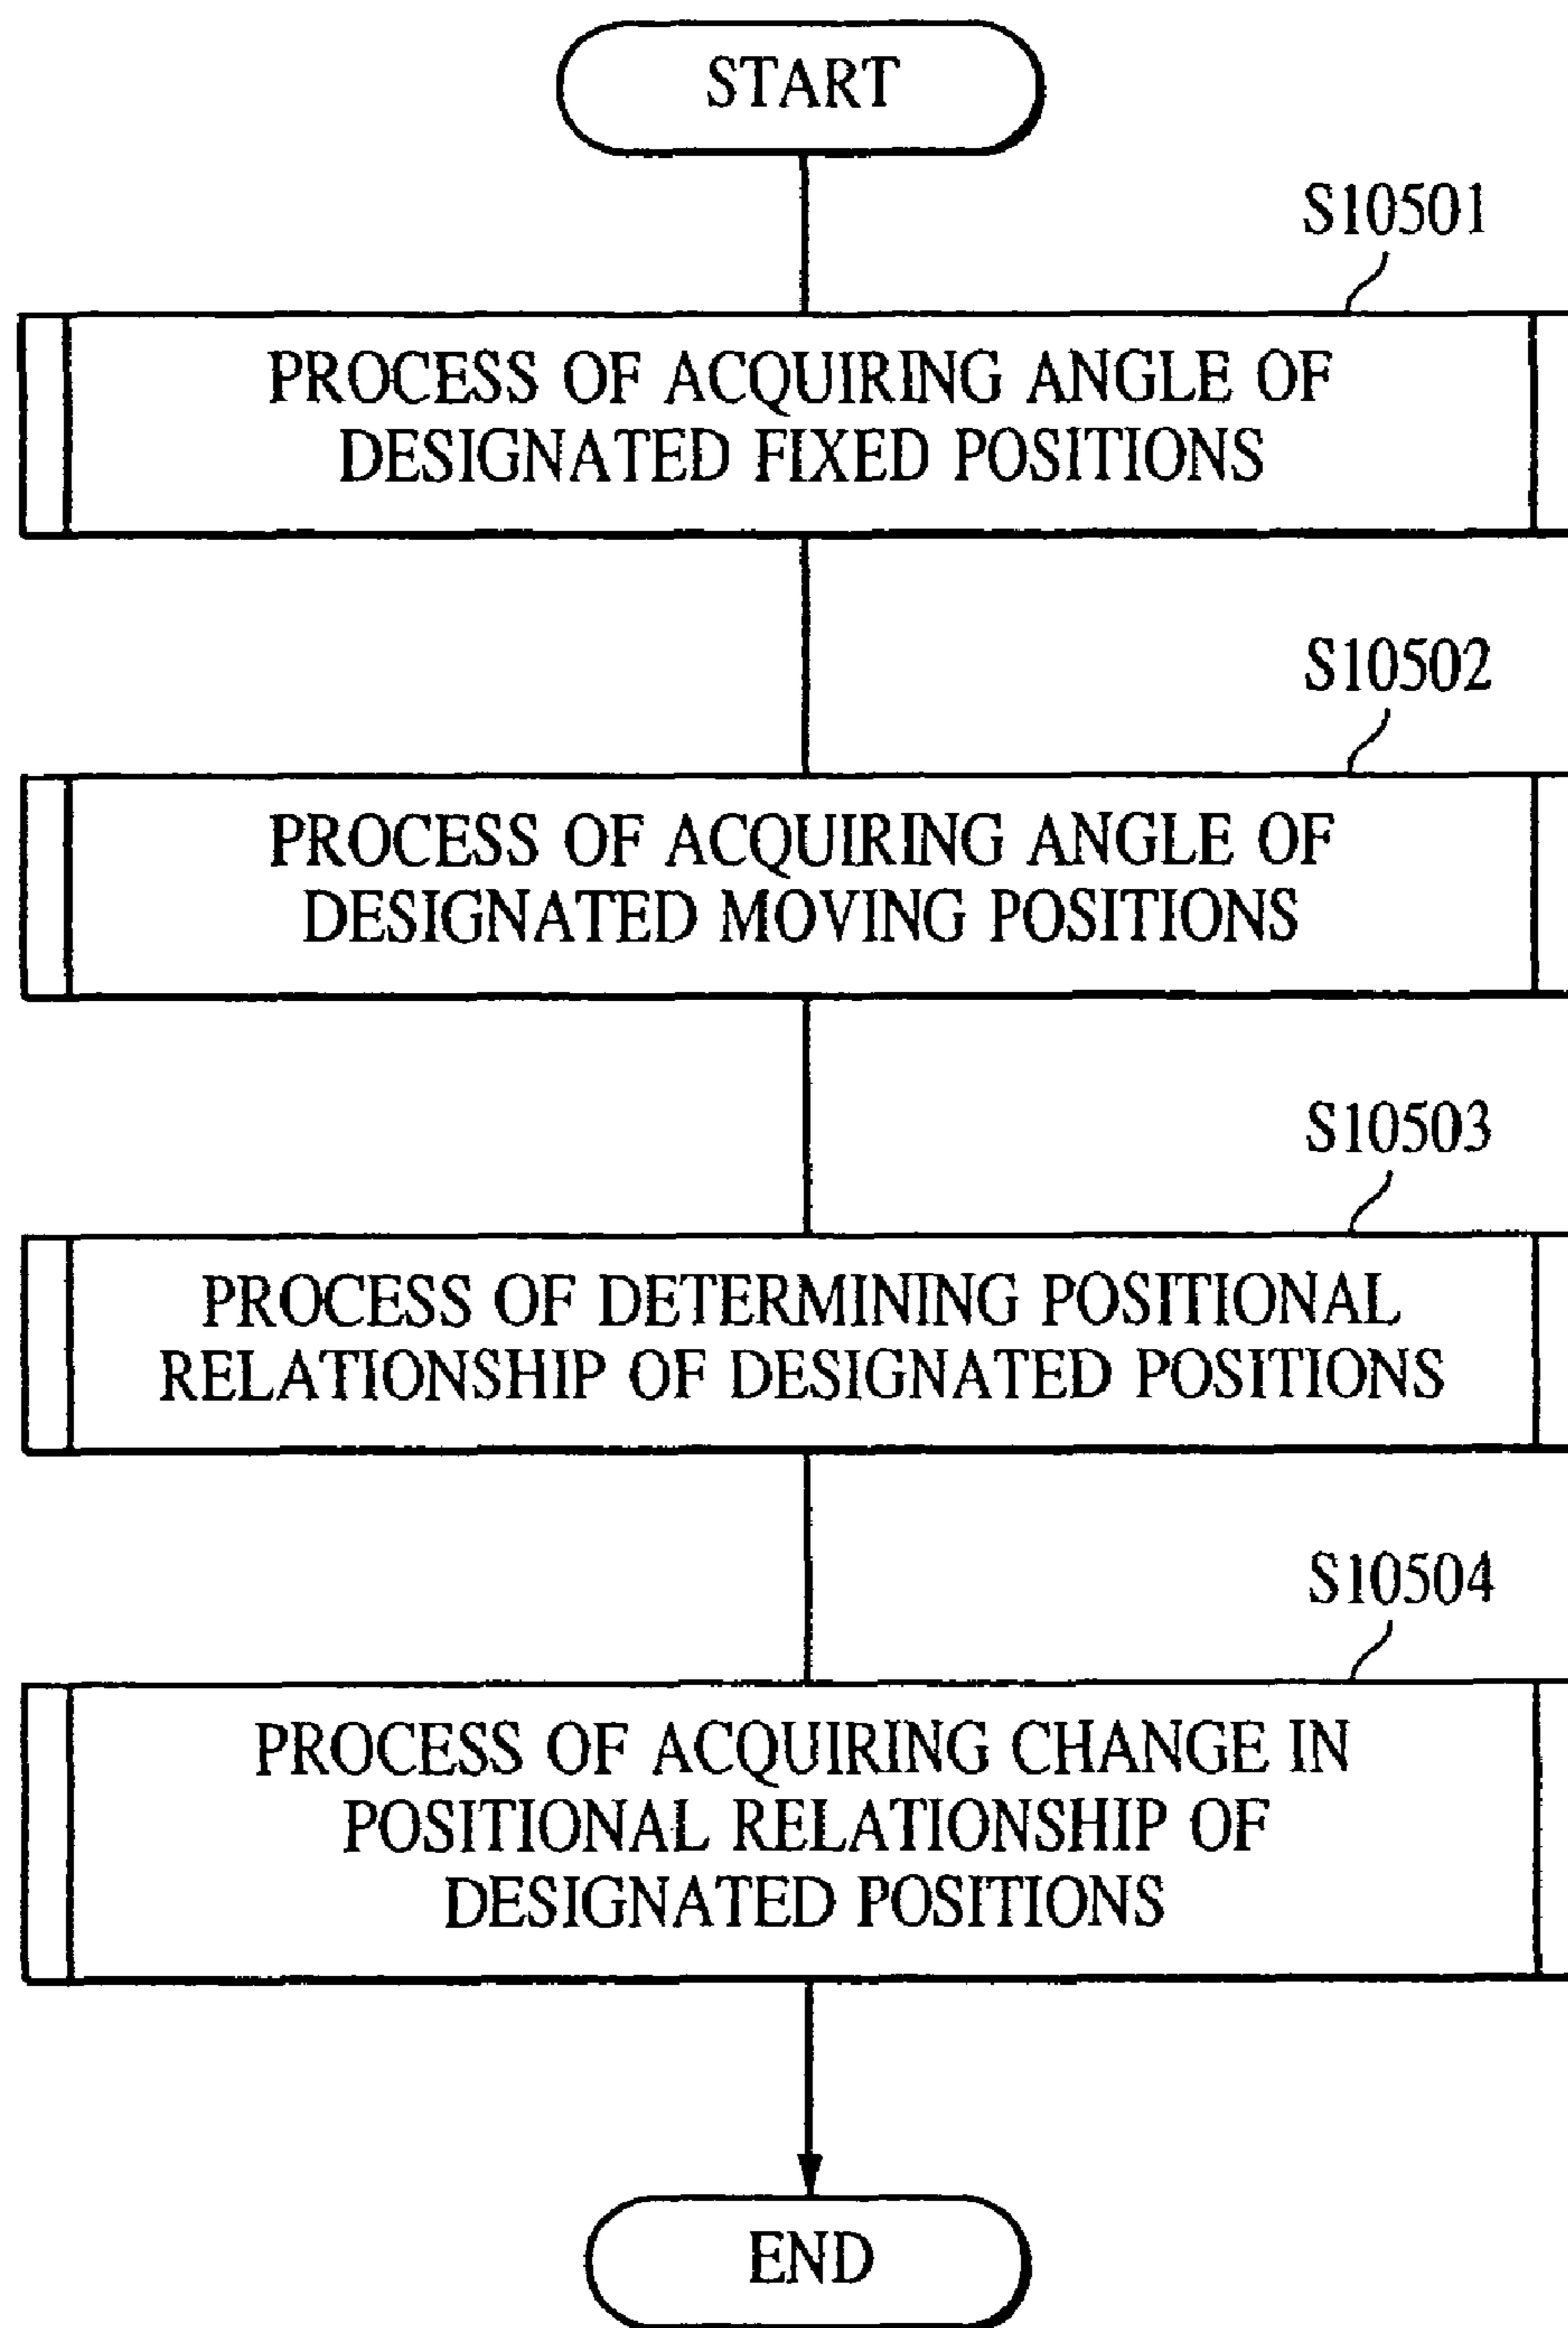 START
S10501
PROCESS OF ACQUIRING ANGLE OF
DESIGNATED FIXED POSITIONS
S10502
PROCESS OF ACQUIRING ANGLE OF
DESIGNATED MOVING POSITIONS
S10503
PROCESS OF DETERMINING POSITIONAL
RELATIONSHIP OF DESIGNATED POSITIONS
S10504
PROCESS OF ACQUIRING CHANGE IN
POSITIONAL RELATIONSHIP OF
DESIGNATED POSITIONS
END